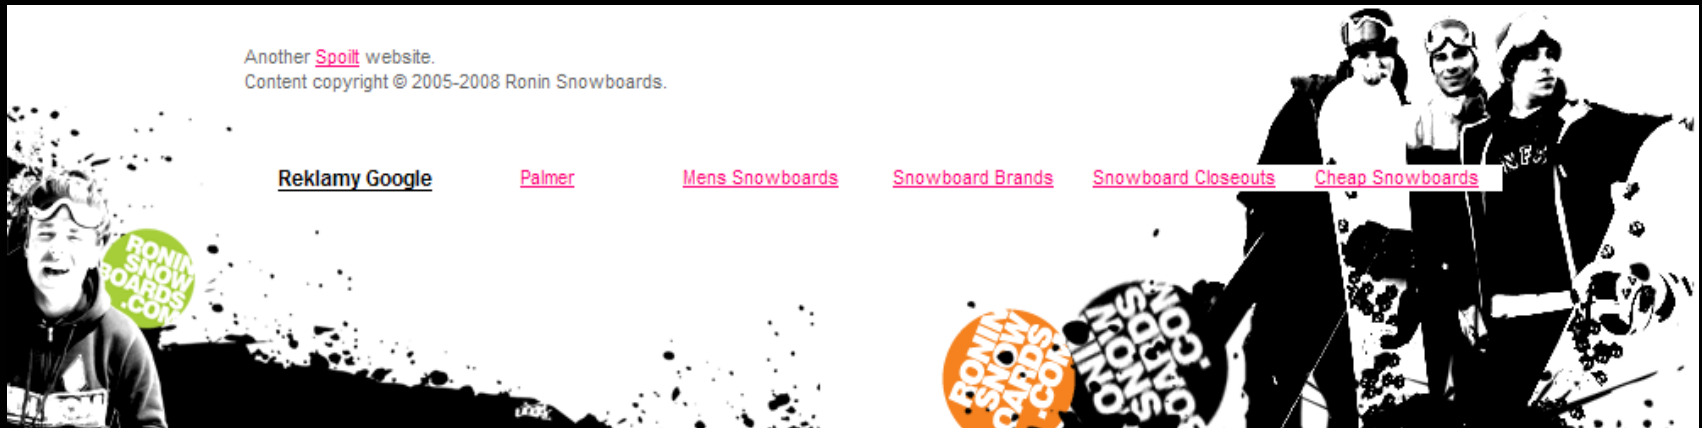 Another Spoilt website.
Content copyright © 2005-2008 Ronin Snowboards.
Reklamy Google Palmer Mens Snowboards Snowboard Brands Snowboard Closeouts Cheap Snowboards
RONIN
SNOW
BOARDS
.COM
RONIN
SNOW
OARDS
.COM